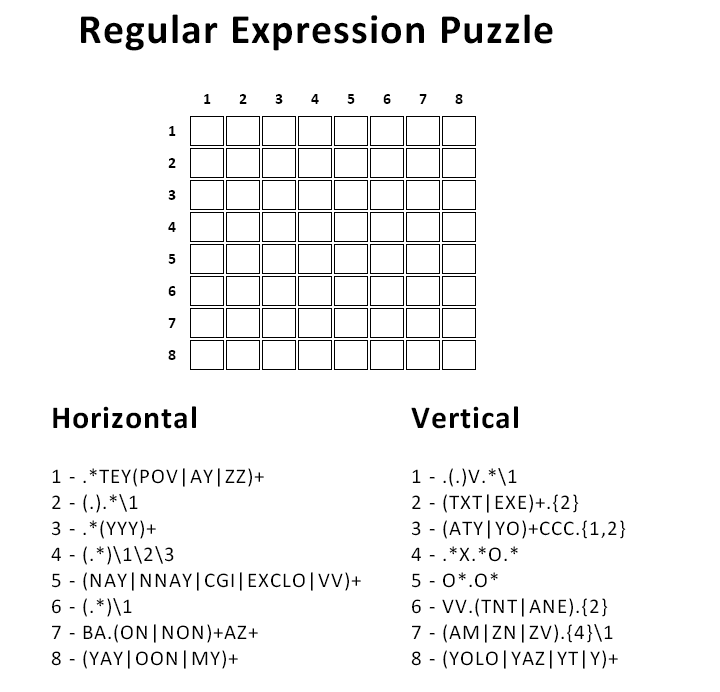 Regular Expression Puzzle
1 2 3 4 5 6 7 8
1
2
3
4
5
6
7
8
Horizontal
1 - .*TEY(POV|AY|ZZ)+
2 - (.).*\1
3 - .*(YYY)+
4 - (.*)\1\2\3
5 - (NAY|NNAY|CGI|EXCLO|VV)+
6 - (.*)\1
7 - BA.(ON|NON)+AZ+
8 - (YAY|OON|MY)+
Vertical
1 - .(.)V.*\1
2 - (TXT|EXE)+.{2}
3 - (ATY|YO)+CCC.{1,2}
4 - .*X.*O.*
5 - O*.O*
6 - VV.(TNT|ANE).{2}
7 - (AM|ZN|ZV).{4}\1
8 - (YOLO|YAZ|YT|Y)+